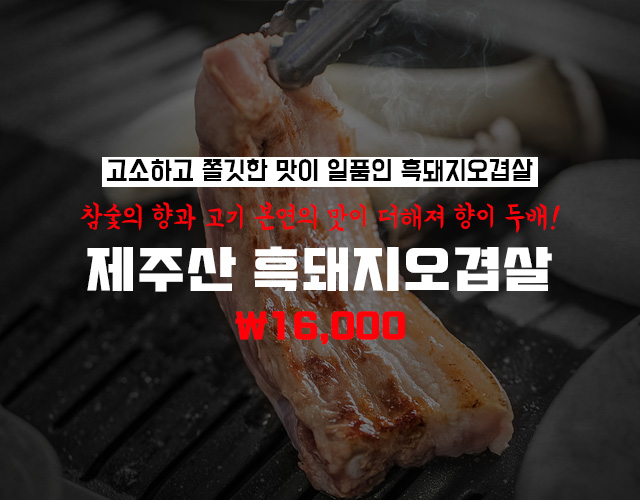 고소하고 쫄깃한 맛이 일품인 흑돼지오겹살
참숯의 향과 고기 본연의 맛이 더해져 향이 두배!
제주산 흑돼지오겹살
₩16,000